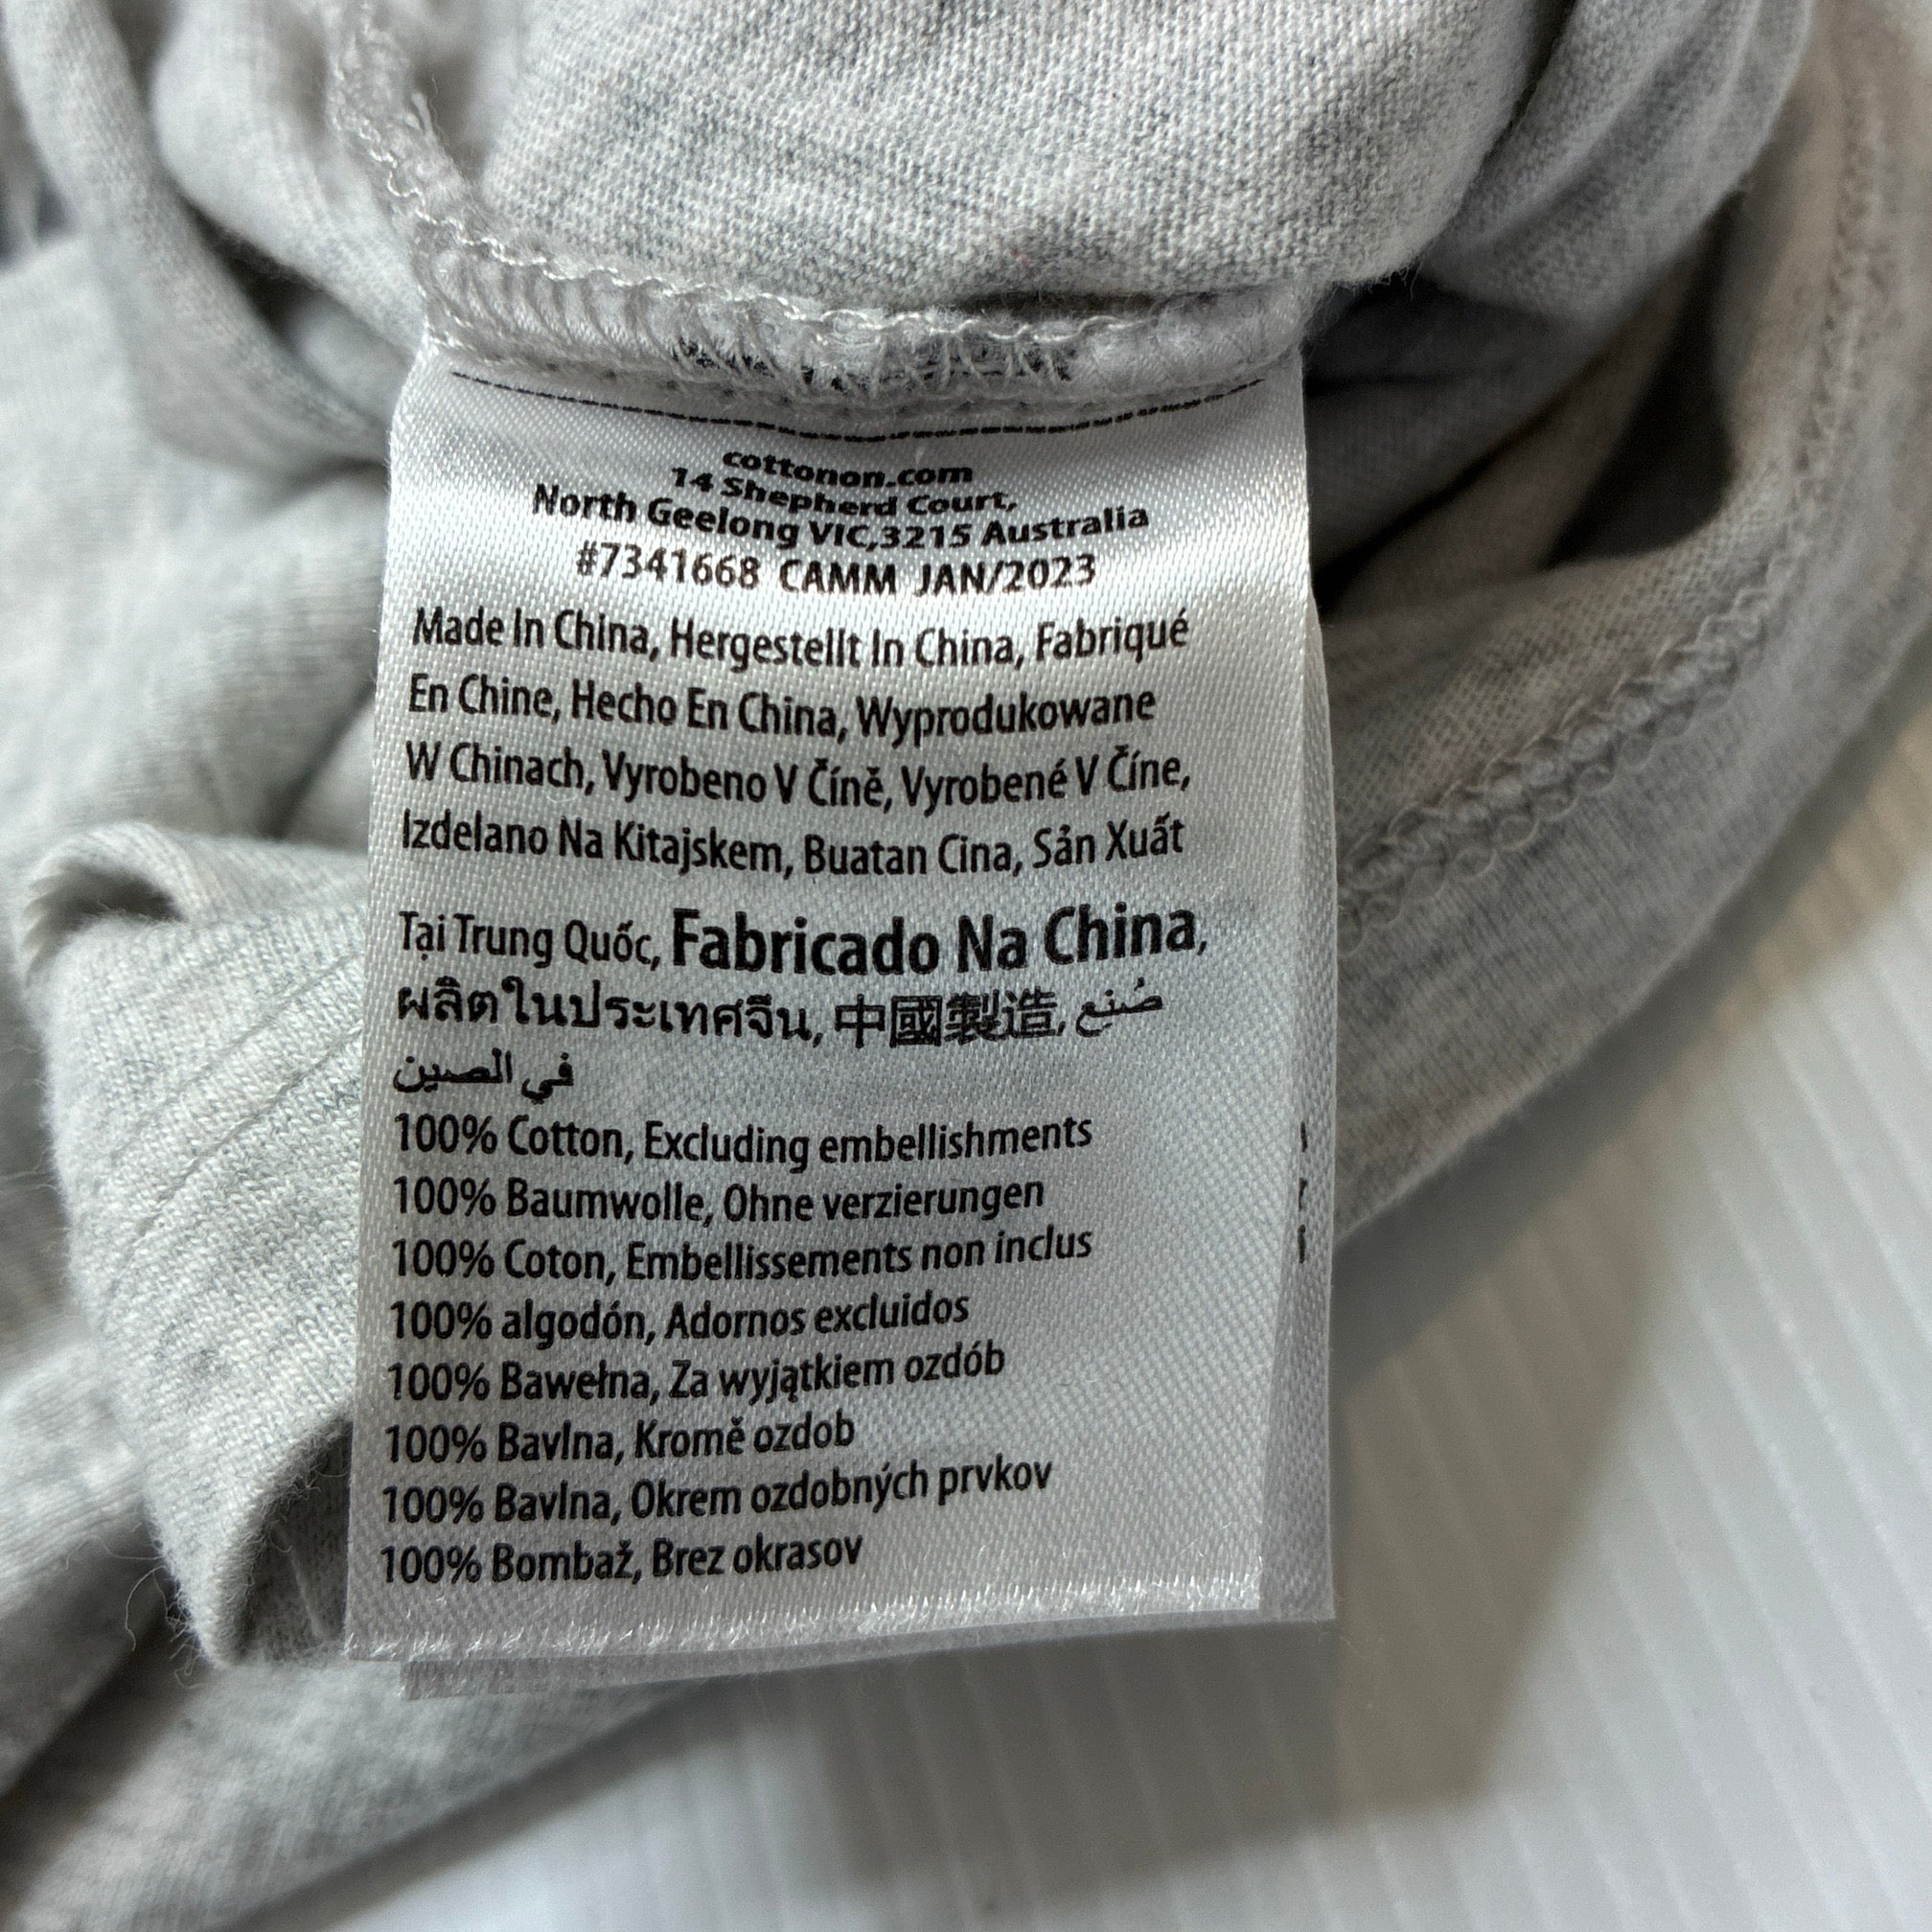 cottonon.com
14 Shepherd Court,
North Geelong VIC,3215 Australia
#7341668 CAMM JAN/2023
Made In China, Hergestellt In China, Fabriqué
En Chine, Hecho En China, Wyprodukowane
W Chinach, Vyrobeno V Číně, Vyrobené V Číne,
Izdelano Na Kitajskem, Buatan Cina, Sản Xuất
Tại Trung Quốc, Fabricado Na China,
ผลิตในประเทศจีน, 中國製造, صُنع
في الصين
100% Cotton, Excluding embellishments
100% Baumwolle, Ohne verzierungen
100% Coton, Embellissements non inclus
100% algodón, Adornos excluidos
100% Bawełna, Za wyjątkiem ozdób
100% Bavlna, Kromě ozdob
100% Bavlna, Okrem ozdobných prvkov
100% Bombaž, Brez okrasov